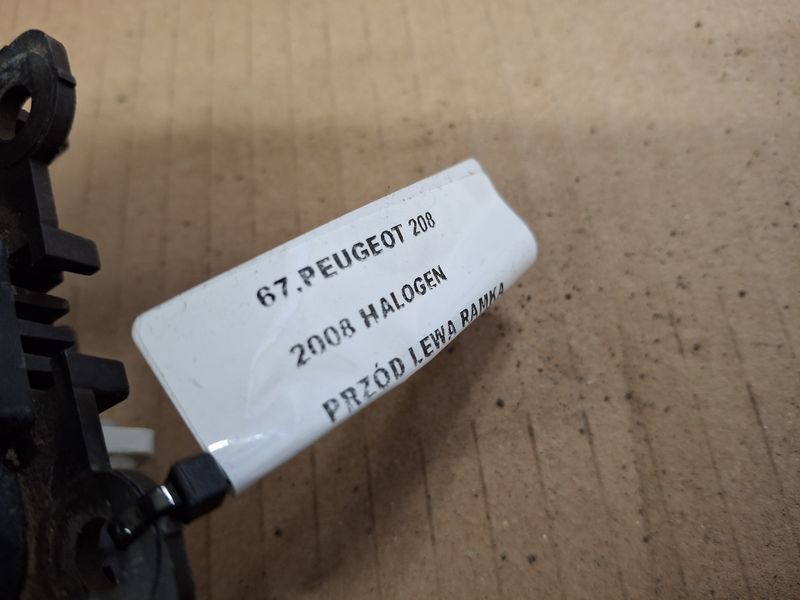 67.PEUGEOT 208
2008 HALOGEN
PRZÓD LEWA RAMKA